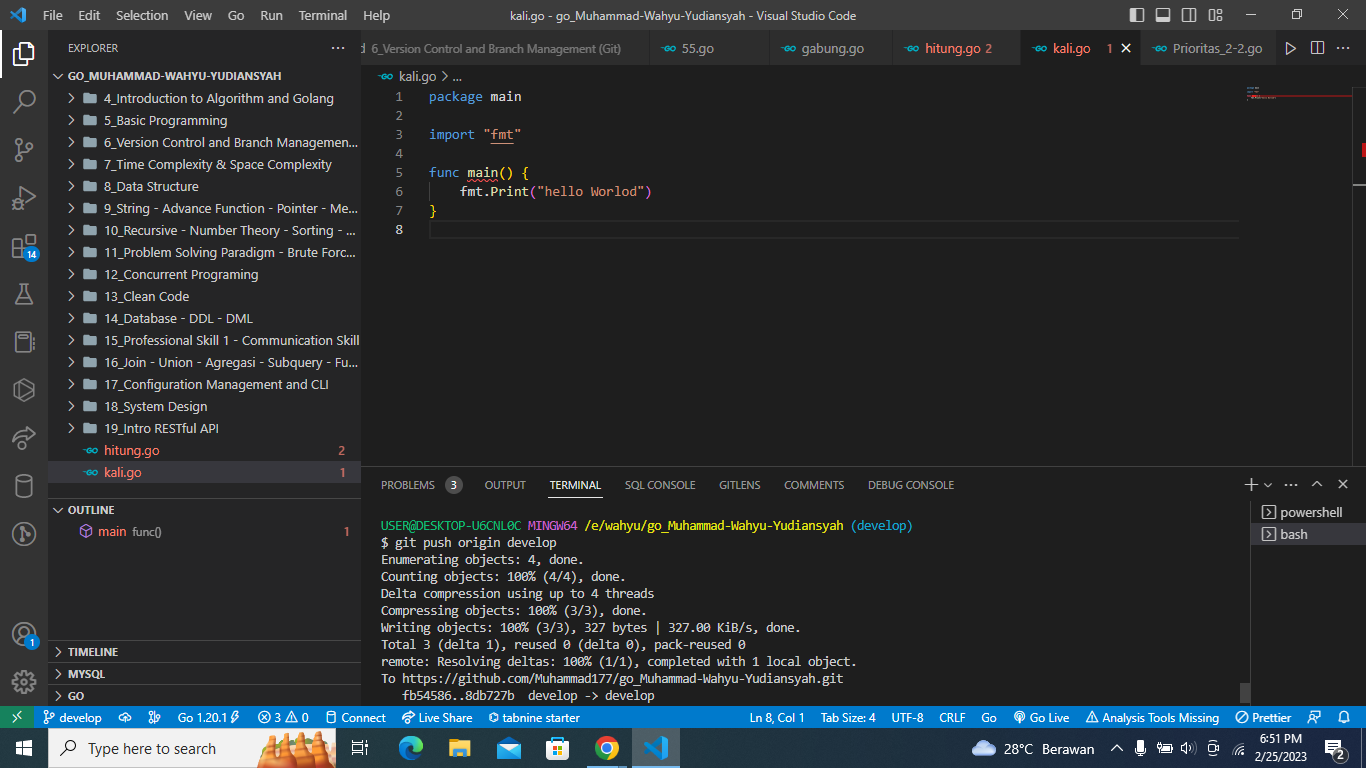 File Edit Selection View Go Run Terminal Help
kali.go - go_Muhammad-Wahyu-Yudiansyah - Visual Studio Code
EXPLORER
GO_MUHAMMAD-WAHYU-YUDIANSYAH
4_Introduction to Algorithm and Golang
5_Basic Programming
6_Version Control and Branch Managemen...
7_Time Complexity & Space Complexity
8_Data Structure
9_String - Advance Function - Pointer - Me...
10_Recursive - Number Theory - Sorting - ...
11_Problem Solving Paradigm - Brute Forc...
12_Concurrent Programing
13_Clean Code
14_Database - DDL - DML
15_Professional Skill 1 - Communication Skill
16_Join - Union - Agregasi - Subquery - Fu...
17_Configuration Management and CLI
18_System Design
19_Intro RESTful API
hitung.go 2
kali.go 1
OUTLINE
main func() 1
TIMELINE
MYSQL
GO
14
1
d 6_Version Control and Branch Management (Git) 55.go gabung.go hitung.go 2 kali.go 1 Prioritas_2-2.go
kali.go > ...
1 package main
2
3 import "fmt"
4
5 func main() {
6 fmt.Print("hello Worlod")
7 }
8
PROBLEMS 3 OUTPUT TERMINAL SQL CONSOLE GITLENS COMMENTS DEBUG CONSOLE
powershell
bash
USER@DESKTOP-U6CNL0C MINGW64 /e/wahyu/go_Muhammad-Wahyu-Yudiansyah (develop)
$ git push origin develop
Enumerating objects: 4, done.
Counting objects: 100% (4/4), done.
Delta compression using up to 4 threads
Compressing objects: 100% (3/3), done.
Writing objects: 100% (3/3), 327 bytes | 327.00 KiB/s, done.
Total 3 (delta 1), reused 0 (delta 0), pack-reused 0
remote: Resolving deltas: 100% (1/1), completed with 1 local object.
To https://github.com/Muhammad177/go_Muhammad-Wahyu-Yudiansyah.git
fb54586..8db727b develop -> develop
develop Go 1.20.1 3 0 Connect Live Share tabnine starter Ln 8, Col 1 Tab Size: 4 UTF-8 CRLF Go Go Live Analysis Tools Missing Prettier
Type here to search
28°C Berawan
6:51 PM
2/25/2023
2